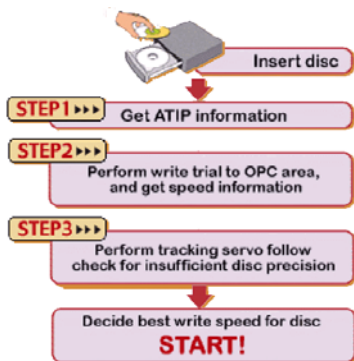 Insert disc
STEP1 ▸▸▸
Get ATIP information
STEP2 ▸▸▸
Perform write trial to OPC area,
and get speed information
STEP3 ▸▸▸
Perform tracking servo follow
check for insufficient disc precision
Decide best write speed for disc
START!